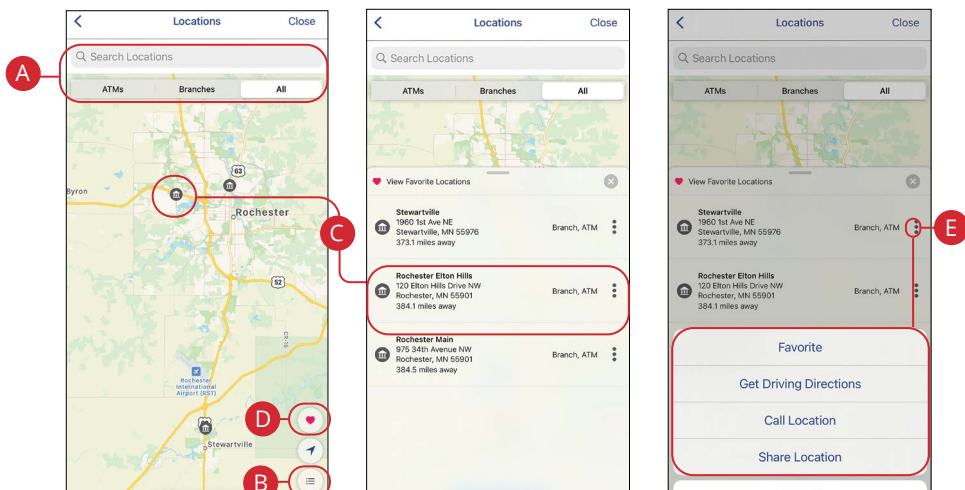 Locations
Close
Search Locations
A
ATMs
Branches
All
63
Byron
Rochester
52
CR-16
Rochester
International
Airport (RST)
Stewartville
D
B
C
Locations
Close
Search Locations
ATMs
Branches
All
View Favorite Locations
Stewartville
1960 1st Ave NE
Stewartville, MN 55976
373.1 miles away
Branch, ATM
Rochester Elton Hills
120 Elton Hills Drive NW
Rochester, MN 55901
384.1 miles away
Branch, ATM
Rochester Main
975 34th Avenue NW
Rochester, MN 55901
384.5 miles away
Branch, ATM
Locations
Close
Search Locations
ATMs
Branches
All
View Favorite Locations
Stewartville
1960 1st Ave NE
Stewartville, MN 55976
373.1 miles away
Branch, ATM
E
Rochester Elton Hills
120 Elton Hills Drive NW
Rochester, MN 55901
384.1 miles away
Branch, ATM
Favorite
Get Driving Directions
Call Location
Share Location